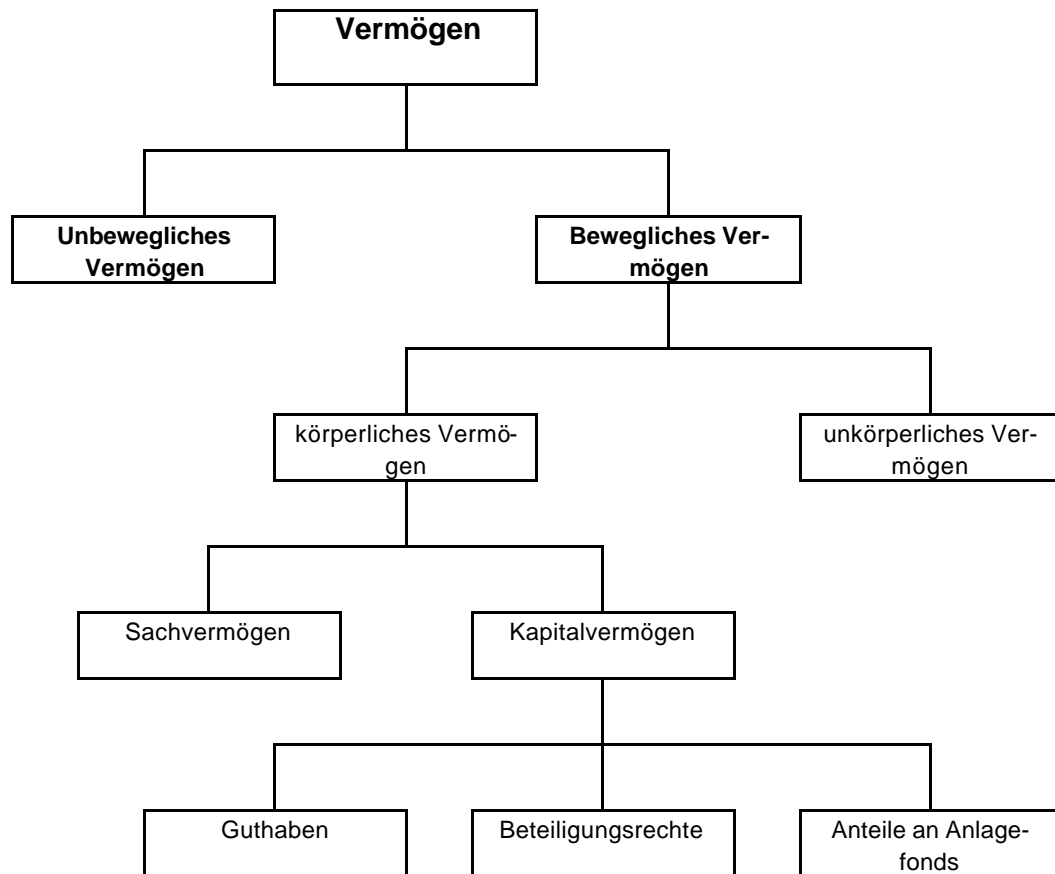 Vermögen
Unbewegliches
Vermögen
Bewegliches Ver-
mögen
körperliches Vermö-
gen
unkörperliches Ver-
mögen
Sachvermögen
Kapitalvermögen
Guthaben
Beteiligungsrechte
Anteile an Anlage-
fonds